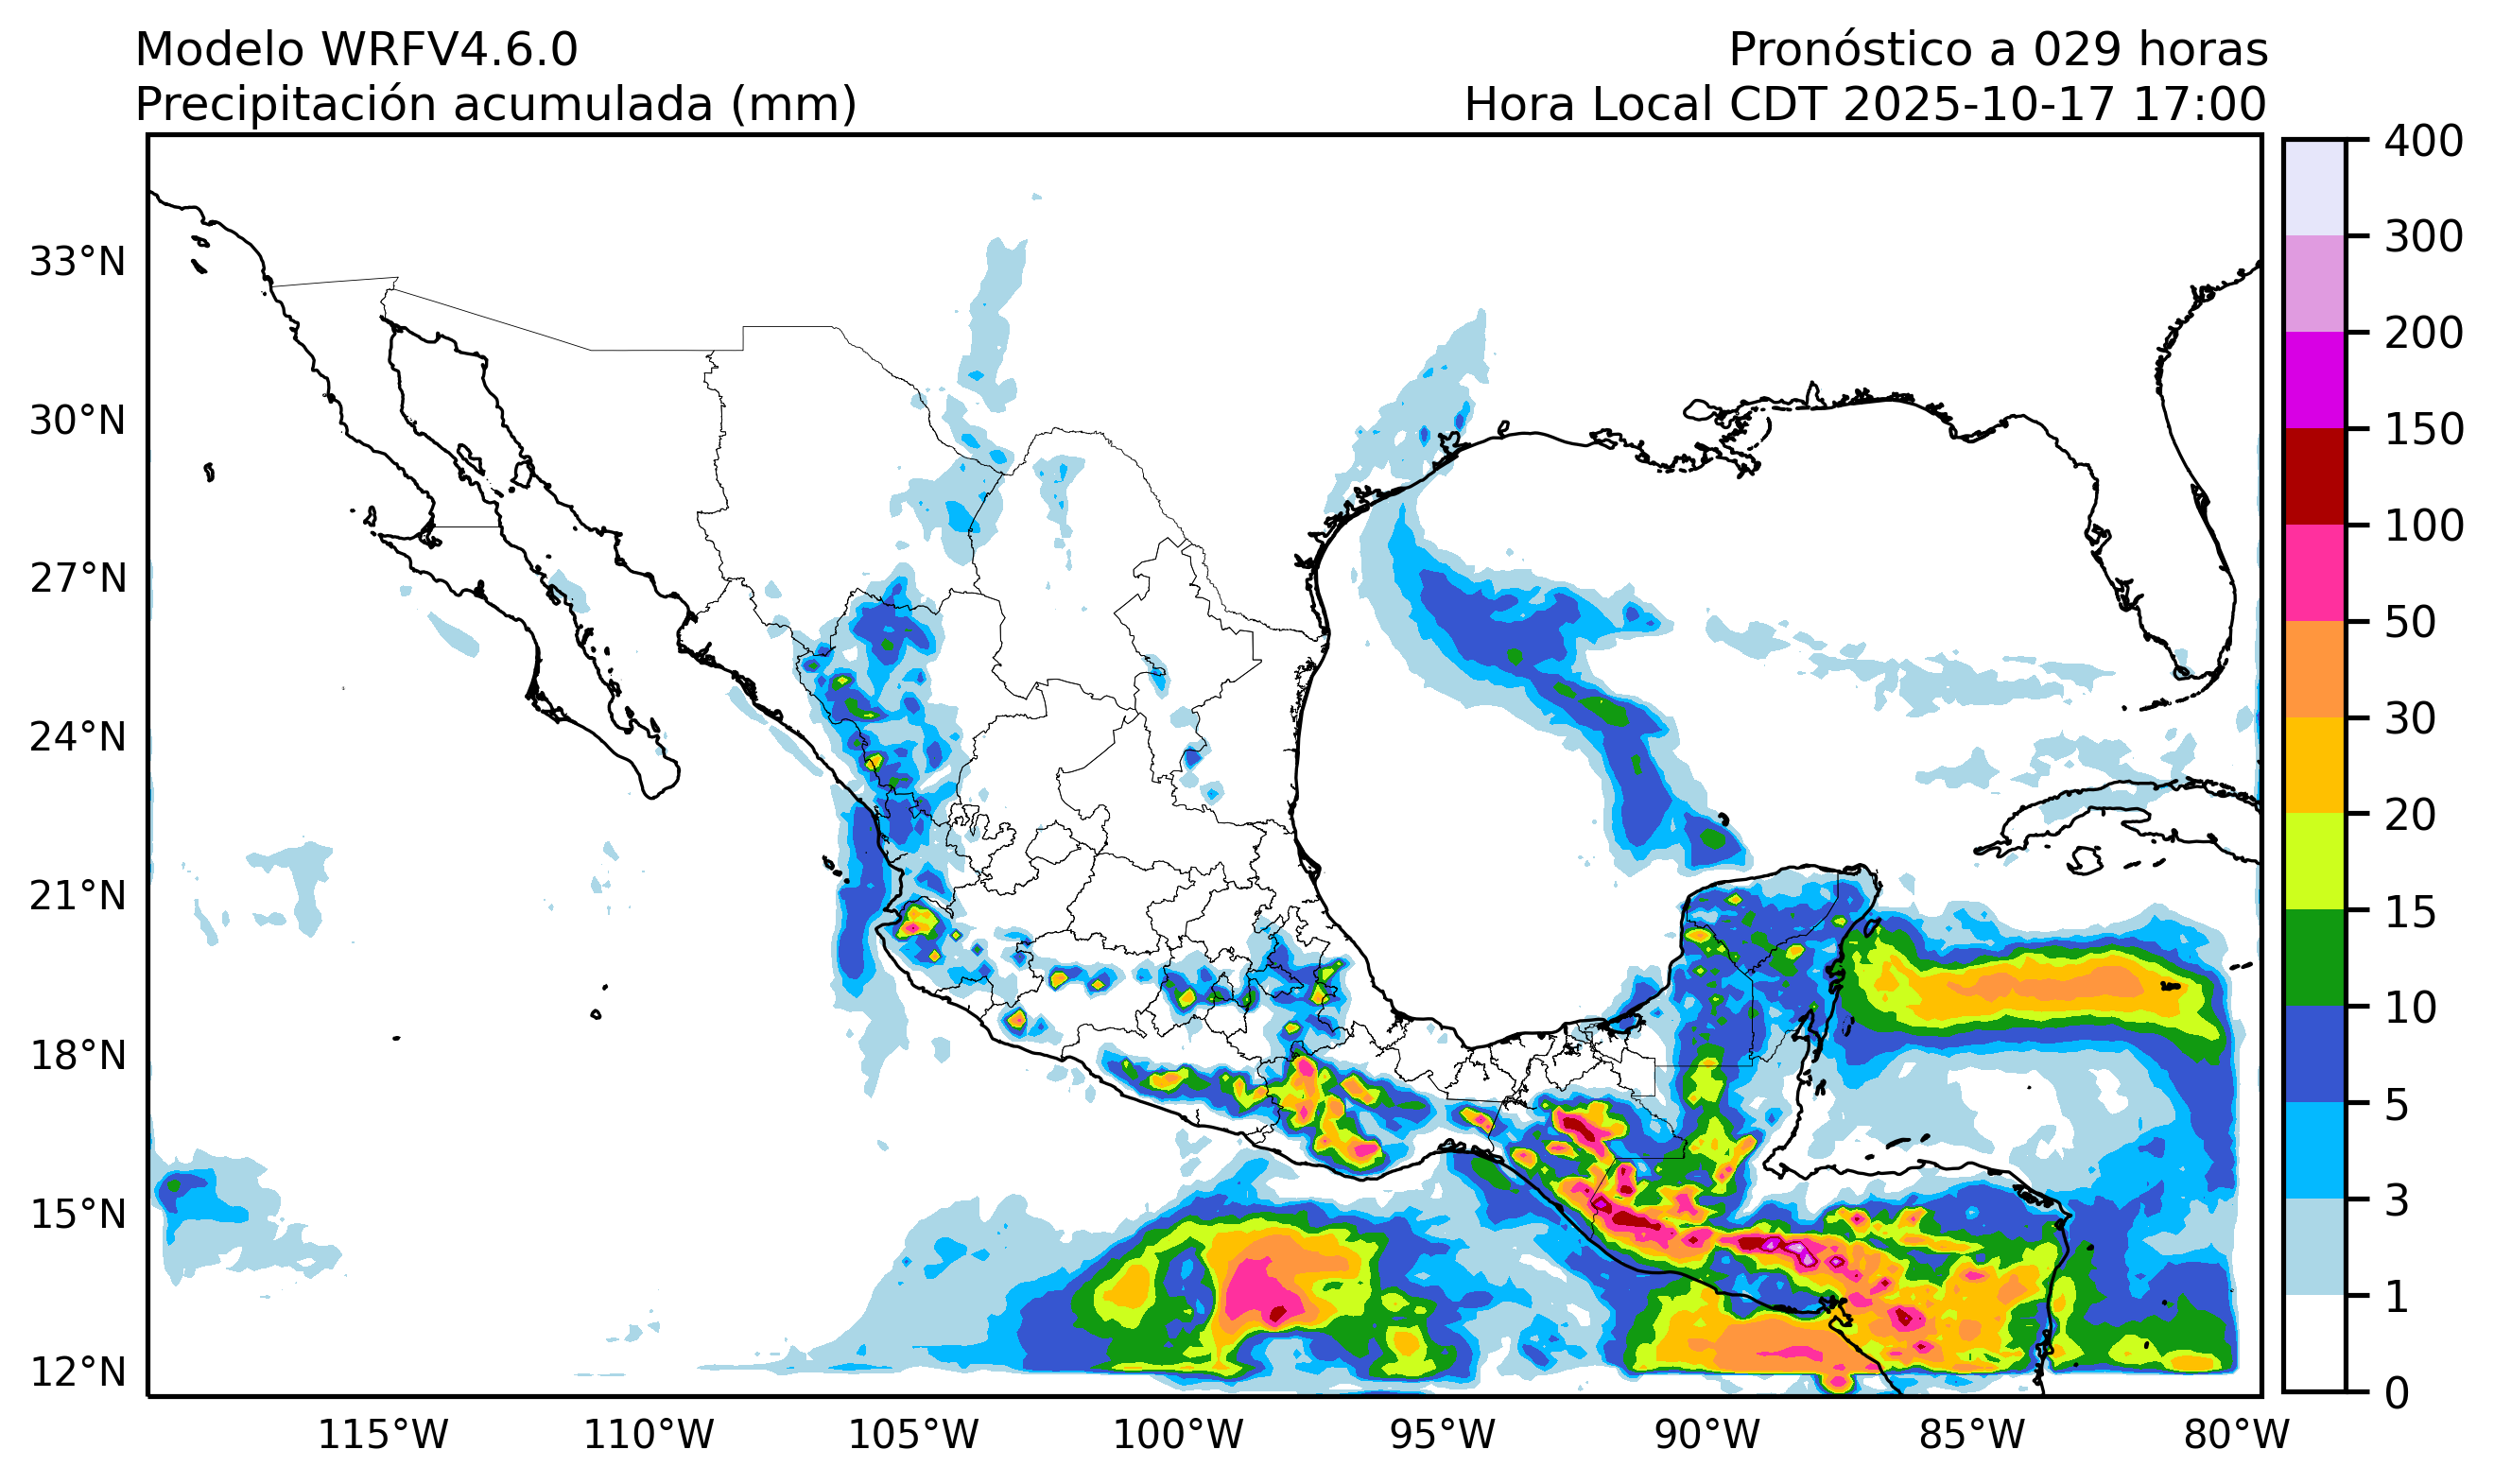 Modelo WRFV4.6.0
Pronóstico a 029 horas
Precipitación acumulada (mm)
Hora Local CDT 2025-10-17 17:00
400
300
200
150
100
50
30
20
15
10
5
3
1
0
33°N
30°N
27°N
24°N
21°N
18°N
15°N
12°N
115°W
110°W
105°W
100°W
95°W
90°W
85°W
80°W